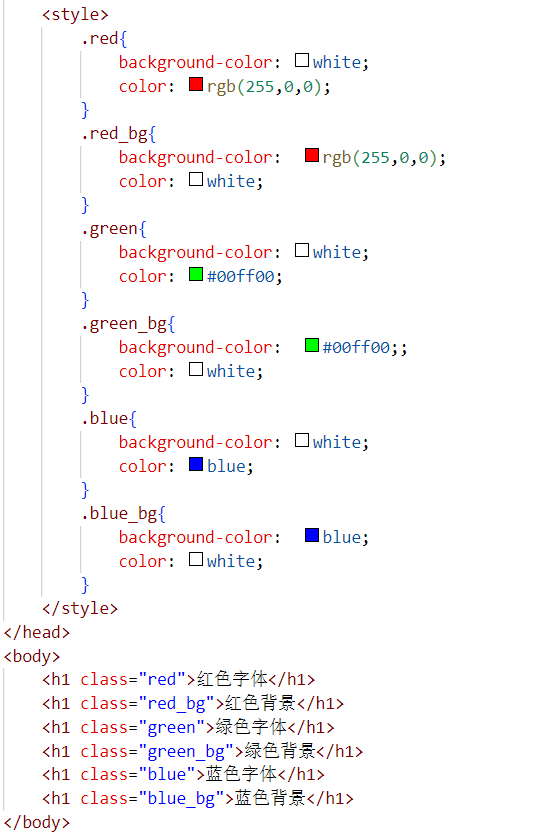 <style>
.red{
background-color: white;
color: rgb(255,0,0);
}
.red_bg{
background-color: rgb(255,0,0);
color: white;
}
.green{
background-color: white;
color: #00ff00;
}
.green_bg{
background-color: #00ff00;;
color: white;
}
.blue{
background-color: white;
color: blue;
}
.blue_bg{
background-color: blue;
color: white;
}
</style>
</head>
<body>
<h1 class="red">红色字体</h1>
<h1 class="red_bg">红色背景</h1>
<h1 class="green">绿色字体</h1>
<h1 class="green_bg">绿色背景</h1>
<h1 class="blue">蓝色字体</h1>
<h1 class="blue_bg">蓝色背景</h1>
</body>